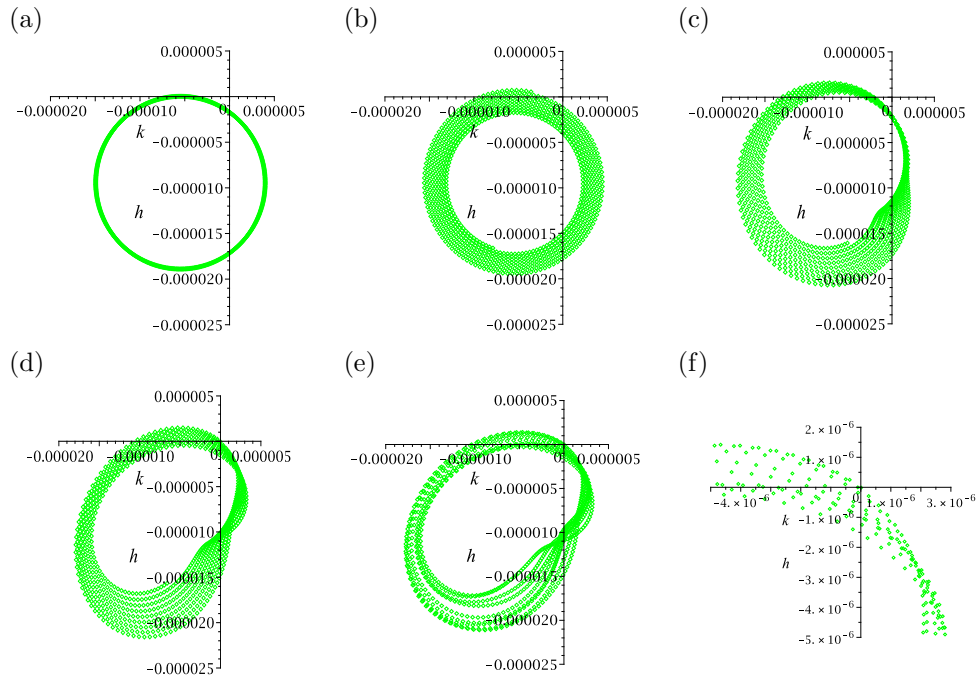 (a)
0.000005
-0.000020
-0.000010
0
0.000005
k
-0.000005
-0.000010
h
-0.000015
-0.000020
-0.000025
(b)
0.000005
-0.000020
-0.000010
0
0.000005
k
-0.000005
-0.000010
h
-0.000015
-0.000020
-0.000025
(c)
0.000005
-0.000020
-0.000010
0
0.000005
k
-0.000005
-0.000010
h
-0.000015
-0.000020
-0.000025
(d)
0.000005
-0.000020
-0.000010
0
0.000005
k
-0.000005
-0.000010
h
-0.000015
-0.000020
-0.000025
(e)
0.000005
-0.000020
-0.000010
0
0.000005
k
-0.000005
-0.000010
h
-0.000015
-0.000020
-0.000025
(f)
2. × 10⁻⁶
1. × 10⁻⁶
-4. × 10⁻⁶
0
1. × 10⁻⁶
3. × 10⁻⁶
k
-1. × 10⁻⁶
-2. × 10⁻⁶
h
-3. × 10⁻⁶
-4. × 10⁻⁶
-5. × 10⁻⁶